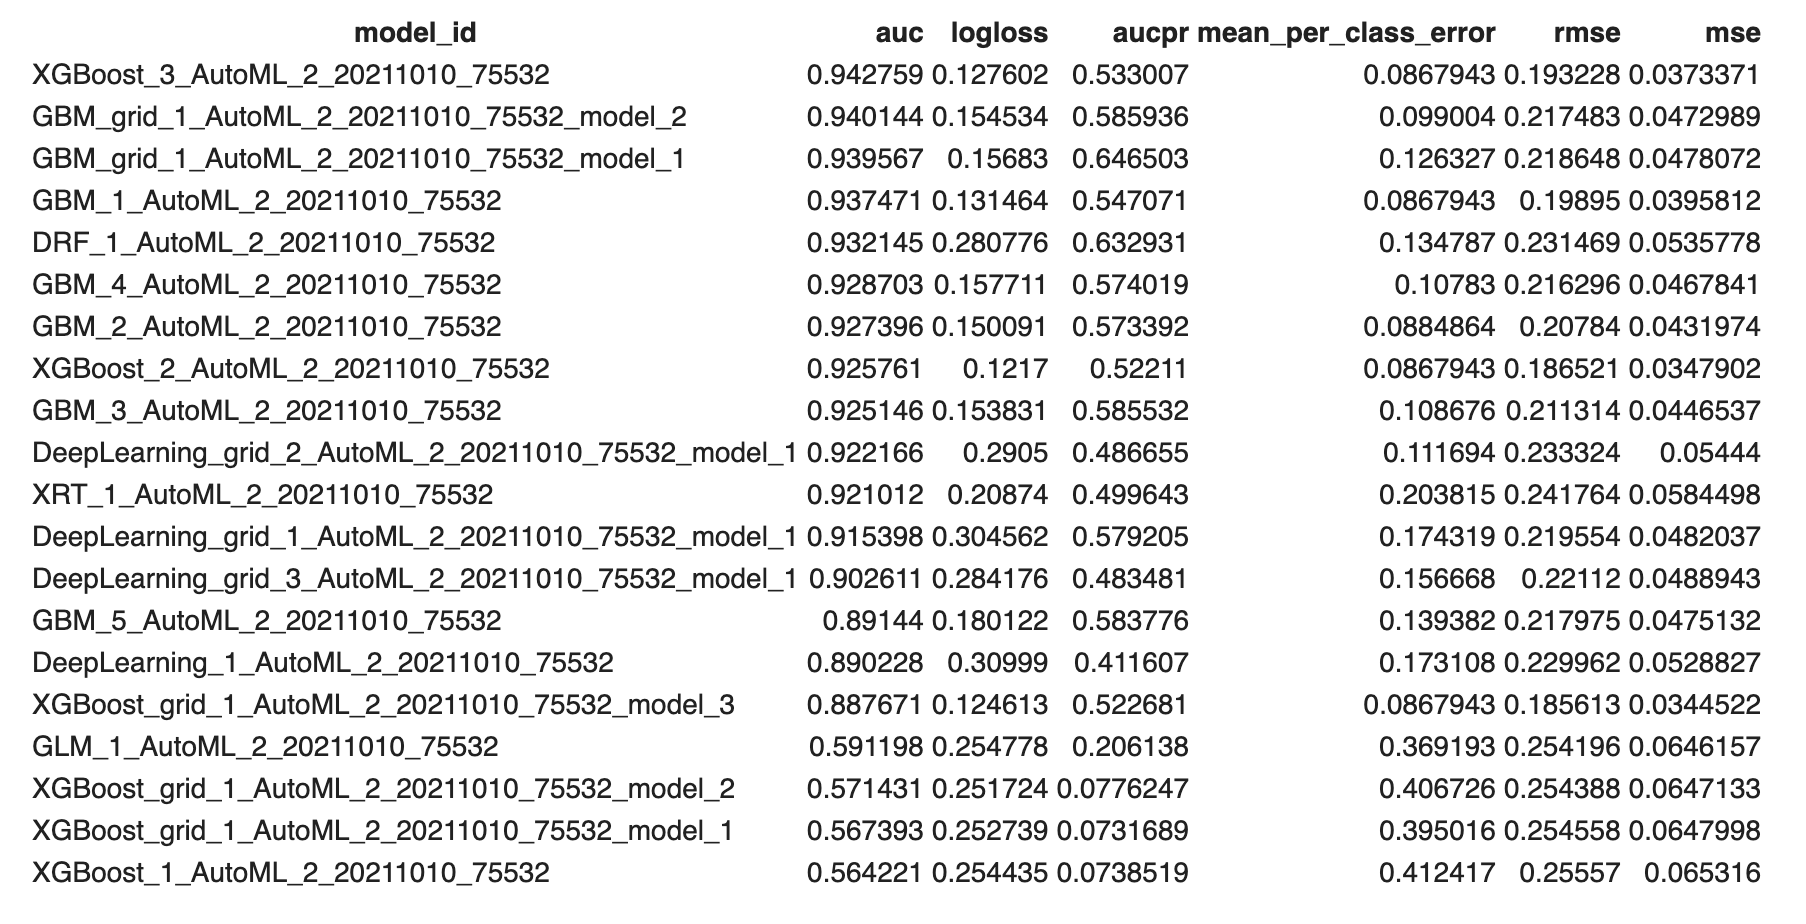 model_id auc logloss aucpr mean_per_class_error rmse mse
XGBoost_3_AutoML_2_20211010_75532 0.942759 0.127602 0.533007 0.0867943 0.193228 0.0373371
GBM_grid_1_AutoML_2_20211010_75532_model_2 0.940144 0.154534 0.585936 0.099004 0.217483 0.0472989
GBM_grid_1_AutoML_2_20211010_75532_model_1 0.939567 0.15683 0.646503 0.126327 0.218648 0.0478072
GBM_1_AutoML_2_20211010_75532 0.937471 0.131464 0.547071 0.0867943 0.19895 0.0395812
DRF_1_AutoML_2_20211010_75532 0.932145 0.280776 0.632931 0.134787 0.231469 0.0535778
GBM_4_AutoML_2_20211010_75532 0.928703 0.157711 0.574019 0.10783 0.216296 0.0467841
GBM_2_AutoML_2_20211010_75532 0.927396 0.150091 0.573392 0.0884864 0.20784 0.0431974
XGBoost_2_AutoML_2_20211010_75532 0.925761 0.1217 0.52211 0.0867943 0.186521 0.0347902
GBM_3_AutoML_2_20211010_75532 0.925146 0.153831 0.585532 0.108676 0.211314 0.0446537
DeepLearning_grid_2_AutoML_2_20211010_75532_model_1 0.922166 0.2905 0.486655 0.111694 0.233324 0.05444
XRT_1_AutoML_2_20211010_75532 0.921012 0.20874 0.499643 0.203815 0.241764 0.0584498
DeepLearning_grid_1_AutoML_2_20211010_75532_model_1 0.915398 0.304562 0.579205 0.174319 0.219554 0.0482037
DeepLearning_grid_3_AutoML_2_20211010_75532_model_1 0.902611 0.284176 0.483481 0.156668 0.22112 0.0488943
GBM_5_AutoML_2_20211010_75532 0.89144 0.180122 0.583776 0.139382 0.217975 0.0475132
DeepLearning_1_AutoML_2_20211010_75532 0.890228 0.30999 0.411607 0.173108 0.229962 0.0528827
XGBoost_grid_1_AutoML_2_20211010_75532_model_3 0.887671 0.124613 0.522681 0.0867943 0.185613 0.0344522
GLM_1_AutoML_2_20211010_75532 0.591198 0.254778 0.206138 0.369193 0.254196 0.0646157
XGBoost_grid_1_AutoML_2_20211010_75532_model_2 0.571431 0.251724 0.0776247 0.406726 0.254388 0.0647133
XGBoost_grid_1_AutoML_2_20211010_75532_model_1 0.567393 0.252739 0.0731689 0.395016 0.254558 0.0647998
XGBoost_1_AutoML_2_20211010_75532 0.564221 0.254435 0.0738519 0.412417 0.25557 0.065316